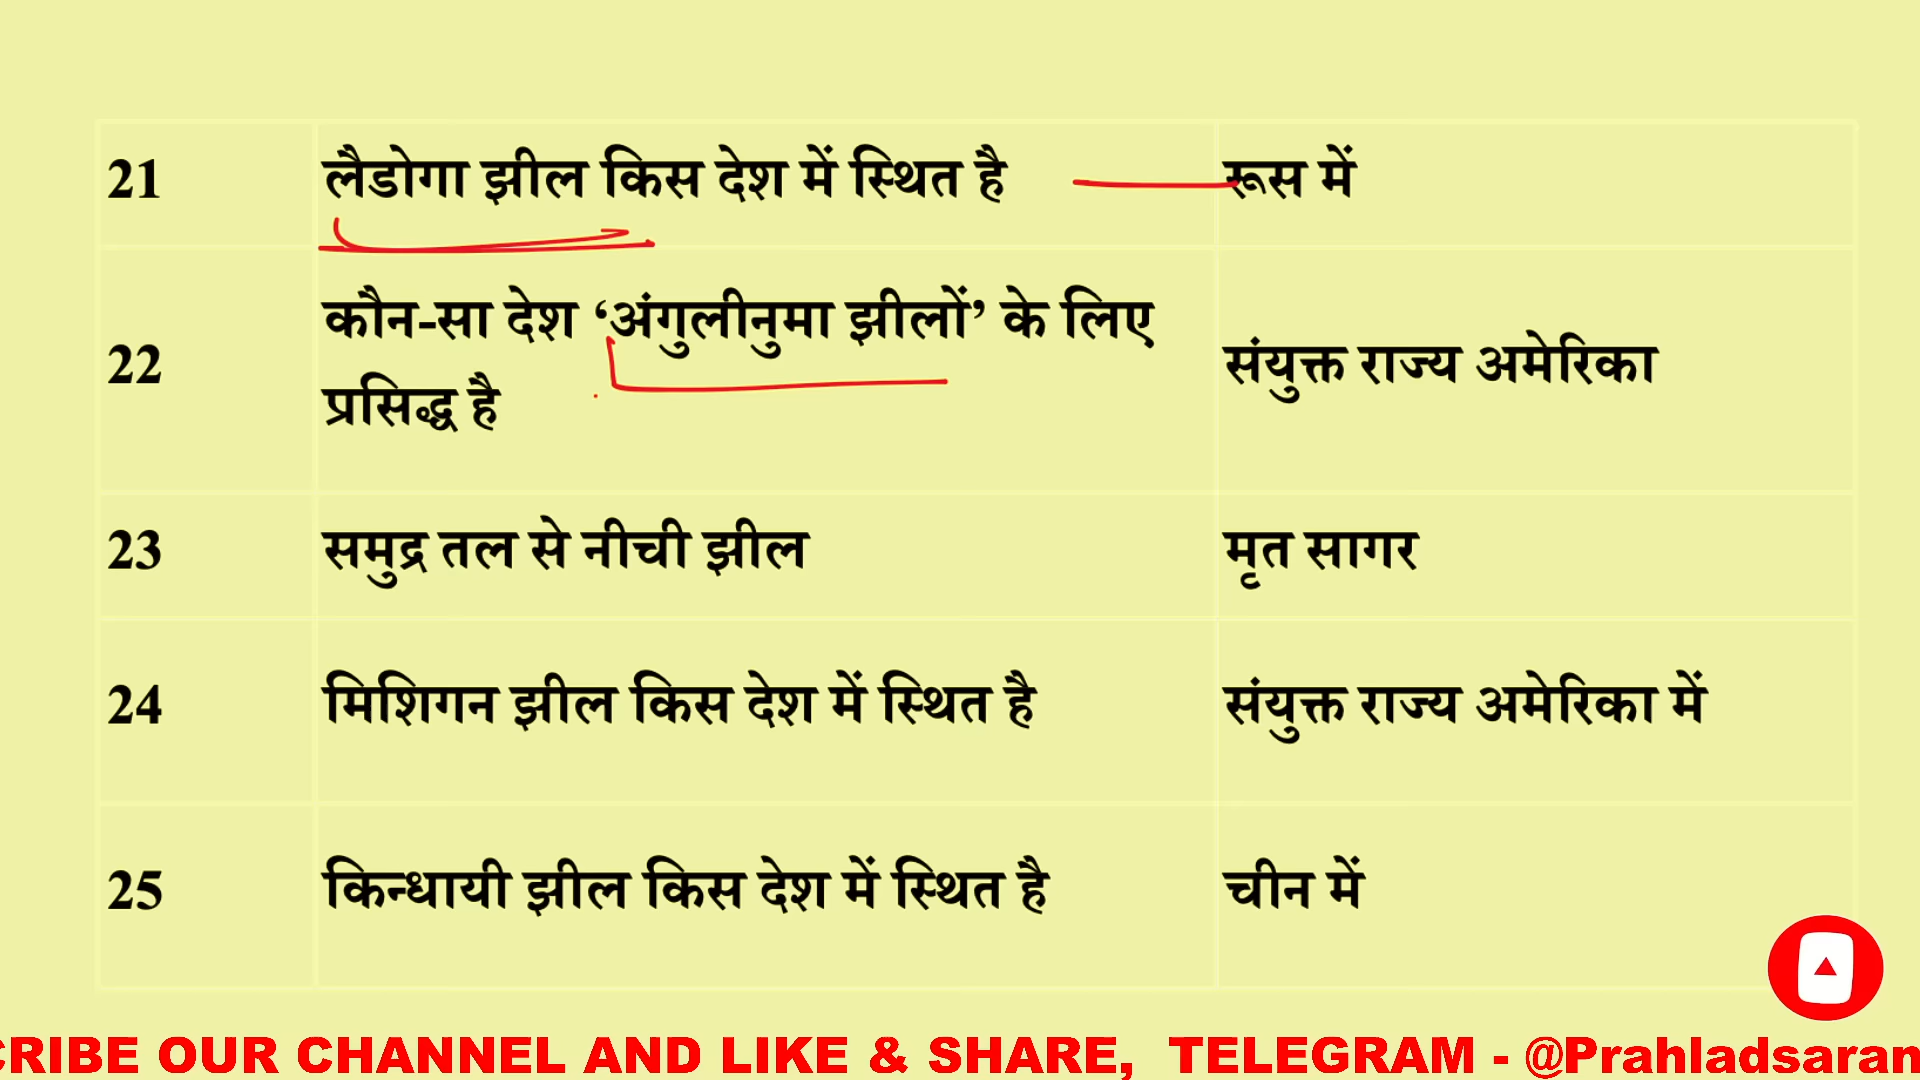 21 लैडोगा झील किस देश में स्थित है रूस में
कौन-सा देश ‘अंगुलीनुमा झीलों’ के लिए
22 प्रसिद्ध है संयुक्त राज्य अमेरिका
23 समुद्र तल से नीची झील मृत सागर
24 मिशिगन झील किस देश में स्थित है संयुक्त राज्य अमेरिका में
25 किन्धायी झील किस देश में स्थित है चीन में
CRIBE OUR CHANNEL AND LIKE & SHARE, TELEGRAM - @Prahladsaran